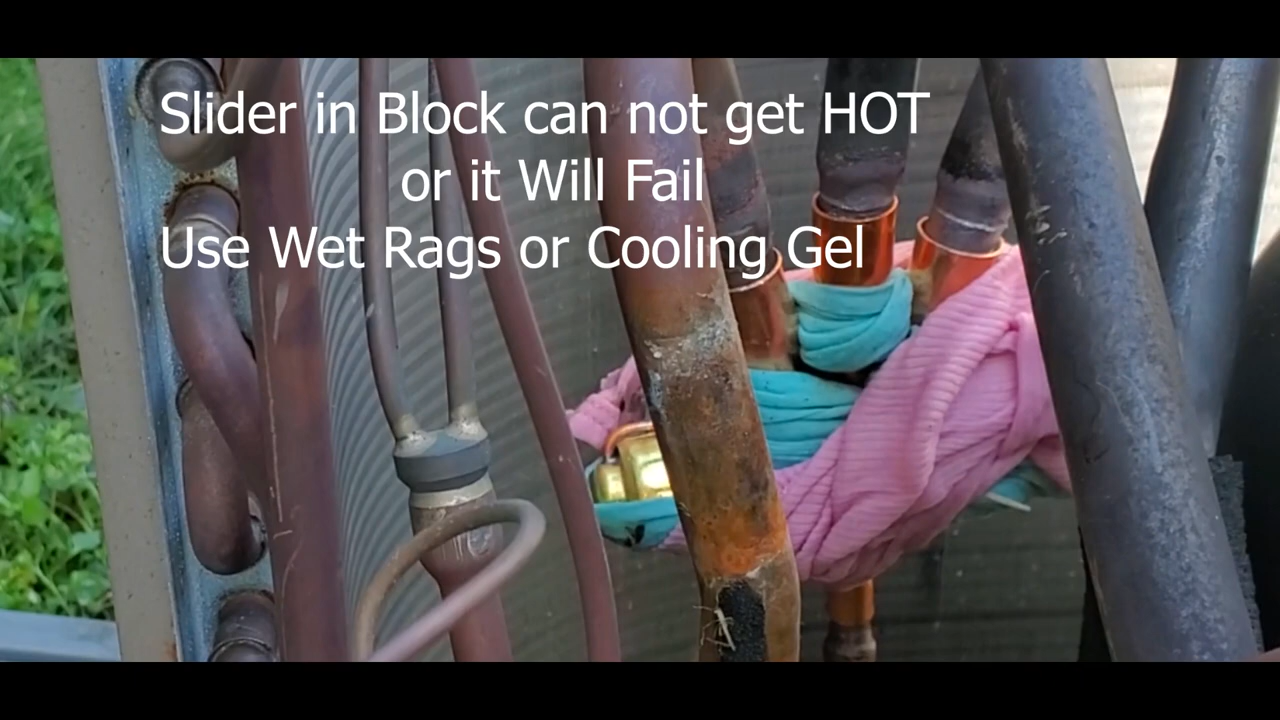 Slider in Block can not get HOT
or it Will Fail
Use Wet Rags or Cooling Gel